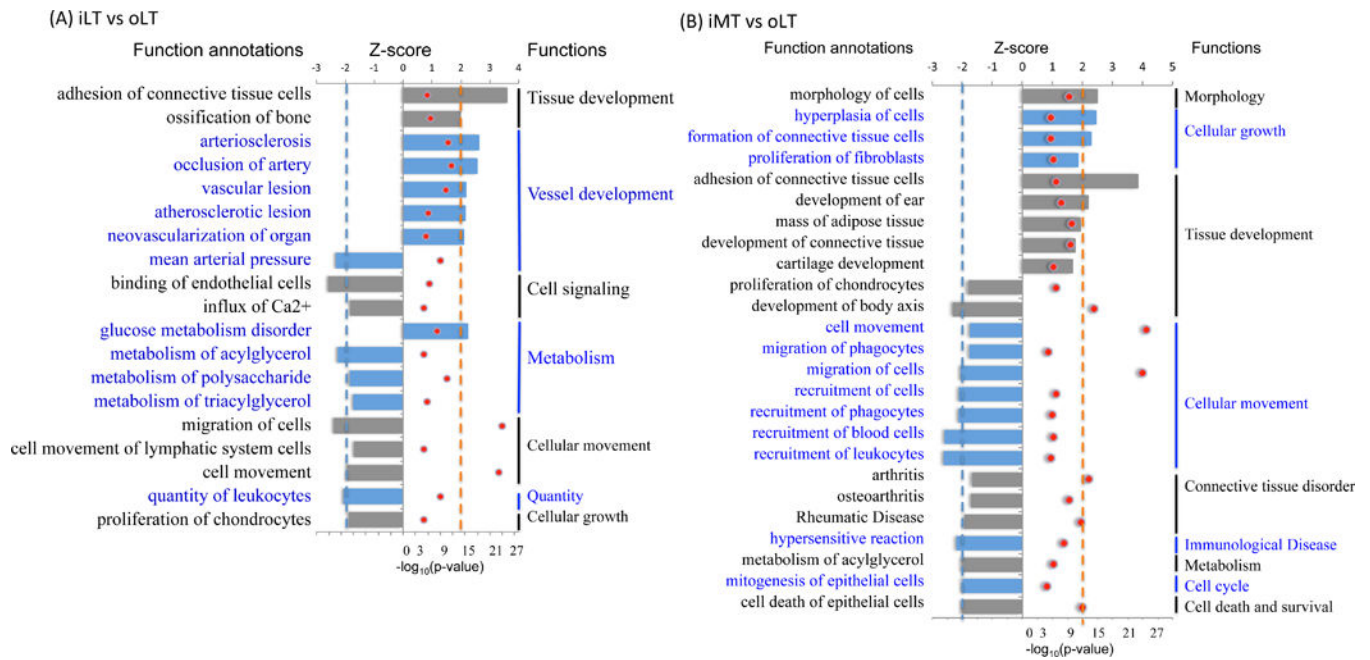 (A) iLT vs oLT
Function annotations Z-score Functions
-3 -2 -1 0 1 2 3 4
adhesion of connective tissue cells
ossification of bone
Tissue development
arteriosclerosis
occlusion of artery
vascular lesion
atherosclerotic lesion
neovascularization of organ
mean arterial pressure
Vessel development
binding of endothelial cells
influx of Ca2+
Cell signaling
glucose metabolism disorder
metabolism of acylglycerol
metabolism of polysaccharide
metabolism of triacylglycerol
Metabolism
migration of cells
cell movement of lymphatic system cells
cell movement
Cellular movement
quantity of leukocytes
Quantity
proliferation of chondrocytes
Cellular growth
0 3 9 15 21 27
-log10(p-value)
(B) iMT vs oLT
Function annotations Z-score Functions
-3 -2 -1 0 1 2 3 4 5
morphology of cells
Morphology
hyperplasia of cells
formation of connective tissue cells
proliferation of fibroblasts
Cellular growth
adhesion of connective tissue cells
development of ear
mass of adipose tissue
development of connective tissue
cartilage development
proliferation of chondrocytes
development of body axis
Tissue development
cell movement
migration of phagocytes
migration of cells
recruitment of cells
recruitment of phagocytes
recruitment of blood cells
recruitment of leukocytes
Cellular movement
arthritis
osteoarthritis
Rheumatic Disease
Connective tissue disorder
hypersensitive reaction
Immunological Disease
metabolism of acylglycerol
Metabolism
mitogenesis of epithelial cells
Cell cycle
cell death of epithelial cells
Cell death and survival
0 3 9 15 21 27
-log10(p-value)